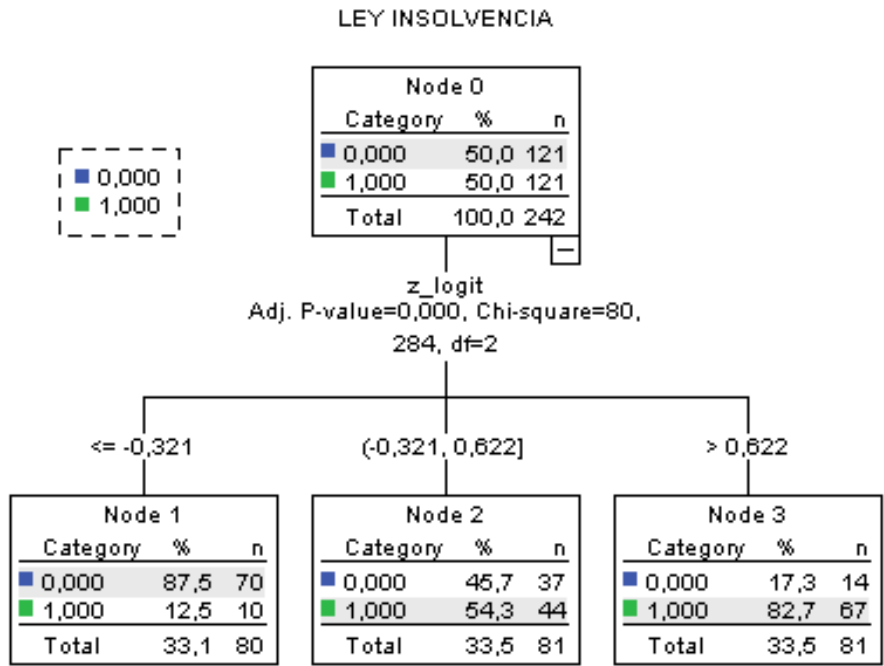 LEY INSOLVENCIA
Node 0
Category % n
0,000 50,0 121
1,000 50,0 121
Total 100,0 242
0,000
1,000
z_logit
Adj. P-value=0,000, Chi-square=80,
284, df=2
<= -0,321
(-0,321, 0,622]
> 0,622
Node 1
Category % n
0,000 87,5 70
1,000 12,5 10
Total 33,1 80
Node 2
Category % n
0,000 45,7 37
1,000 54,3 44
Total 33,5 81
Node 3
Category % n
0,000 17,3 14
1,000 82,7 67
Total 33,5 81